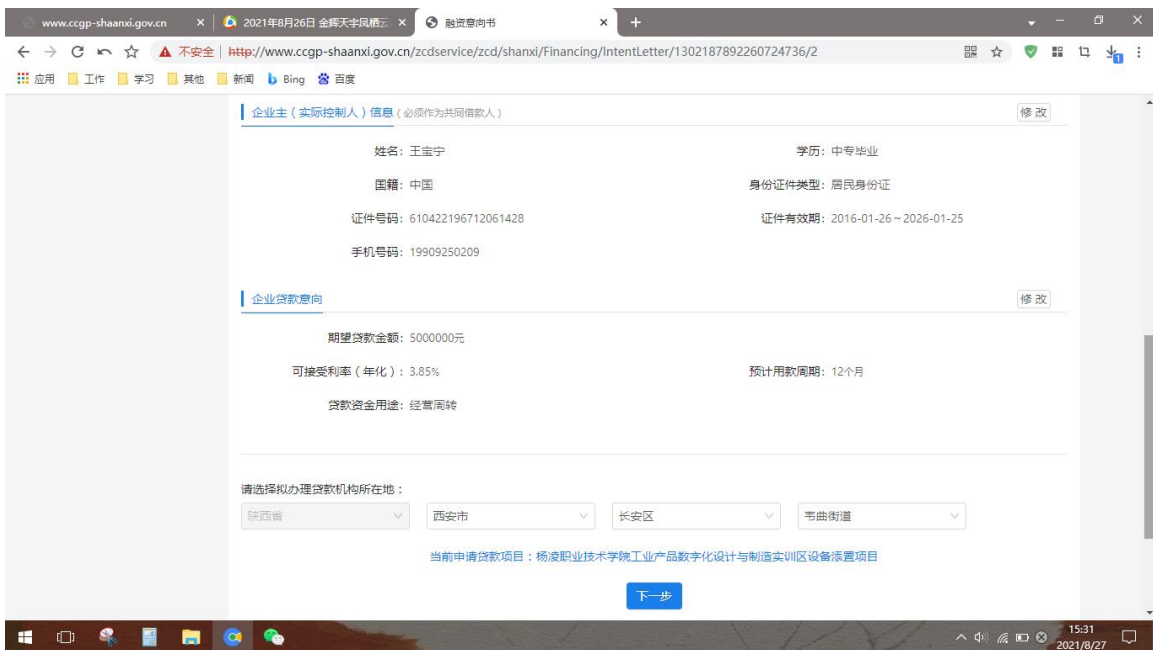 www.ccgp-shaanxi.gov.cn 2021年8月26日 金辉天宇凤栖云 融资意向书
不安全 http://www.ccgp-shaanxi.gov.cn/zcdservice/zcd/shanxi/Financing/IntentLetter/1302187892260724736/2
应用 工作 学习 其他 新闻 Bing 百度
企业主（实际控制人）信息（必须作为共同借款人） 修改
姓名：王宝宁 学历：中专毕业
国籍：中国 身份证件类型：居民身份证
证件号码：610422196712061428 证件有效期：2016-01-26～2026-01-25
手机号码：19909250209
企业贷款意向 修改
期望贷款金额：5000000元
可接受利率（年化）：3.85% 预计用款周期：12个月
贷款资金用途：经营周转
请选择拟办理贷款机构所在地：
陕西省 西安市 长安区 韦曲街道
当前申请贷款项目：杨凌职业技术学院工业产品数字化设计与制造实训区设备添置项目
下一步
15:31
2021/8/27